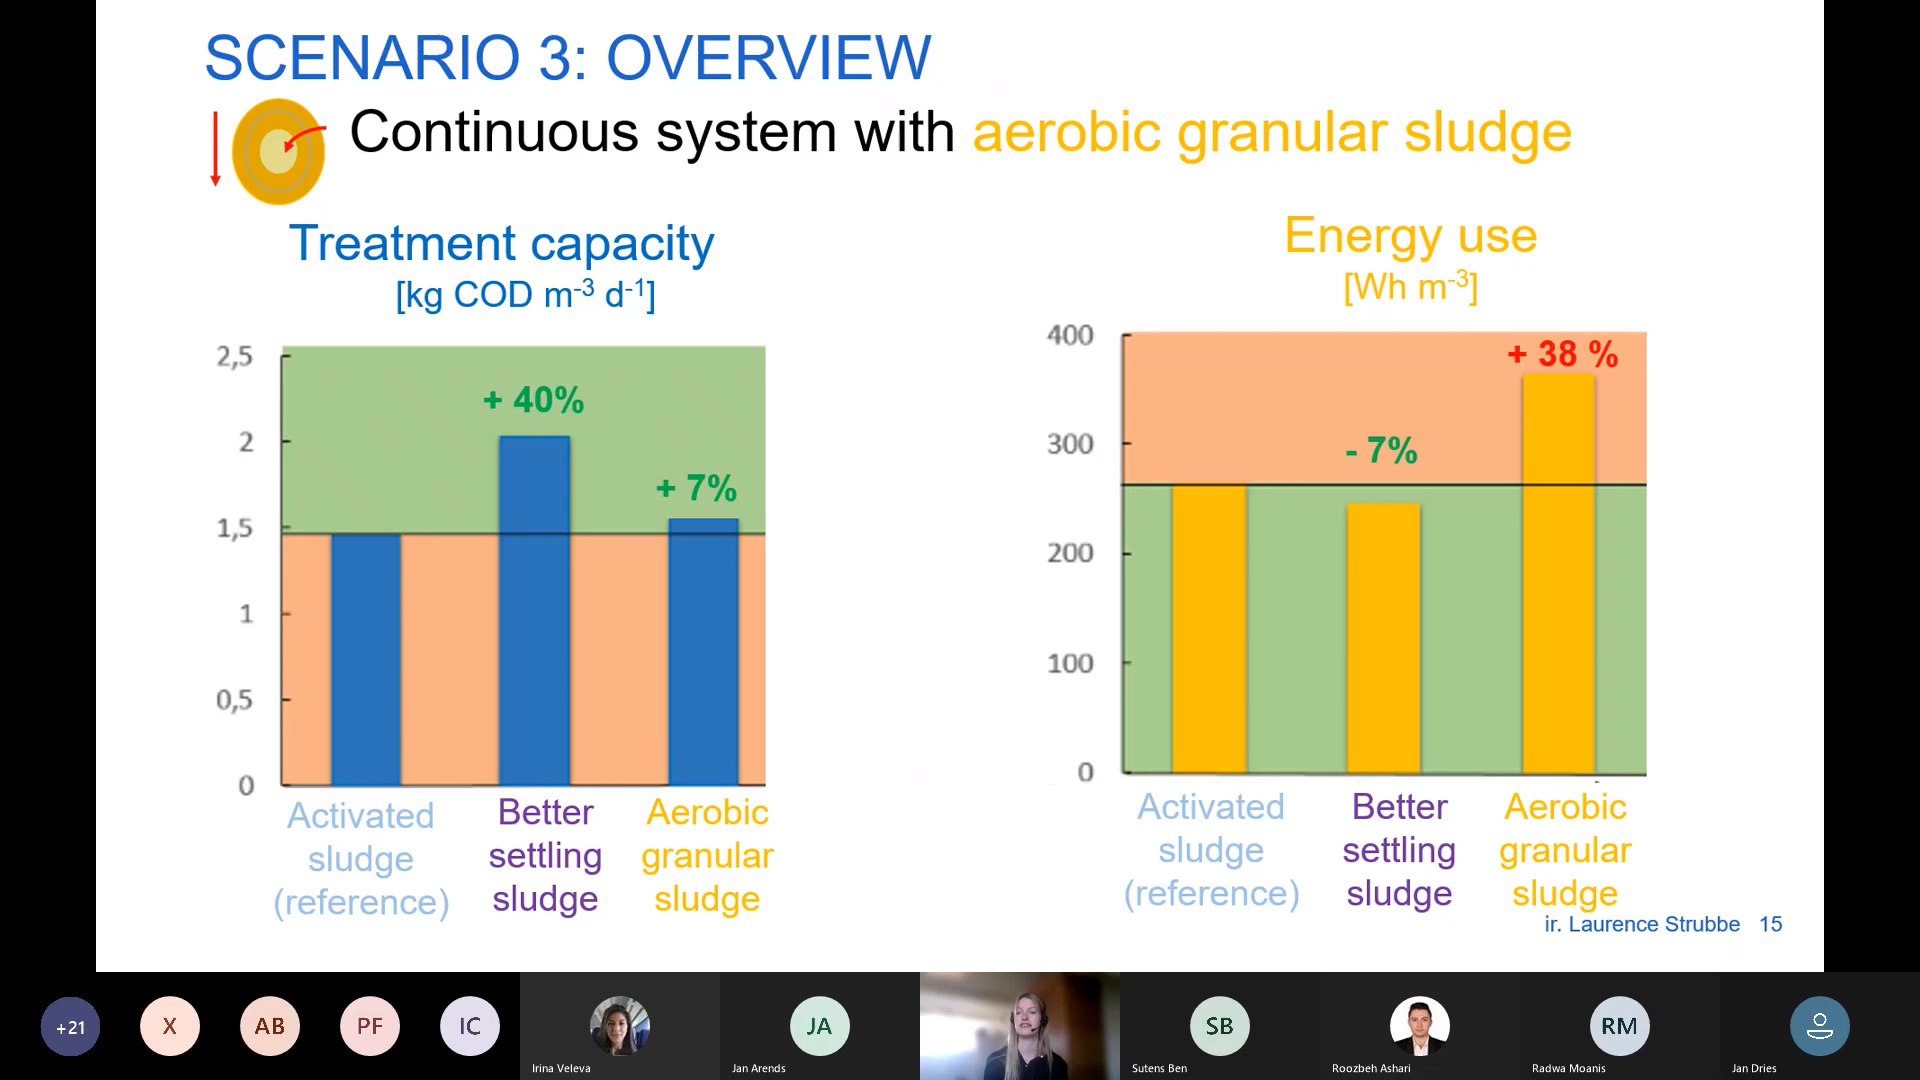 SCENARIO 3: OVERVIEW
Continuous system with aerobic granular sludge
Treatment capacity
[kg COD m-3 d-1]
2,5
2
1,5
1
0,5
0
+ 40%
+ 7%
Activated
sludge
(reference)
Better
settling
sludge
Aerobic
granular
sludge
Energy use
[Wh m-3]
400
300
200
100
0
+ 38 %
- 7%
Activated
sludge
(reference)
Better
settling
sludge
Aerobic
granular
sludge
ir. Laurence Strubbe 15
+21
X
AB
PF
IC
Irina Veleva
JA
Jan Arends
SB
Sutens Ben
Roozbeh Ashari
RM
Radwa Moanis
Jan Dries